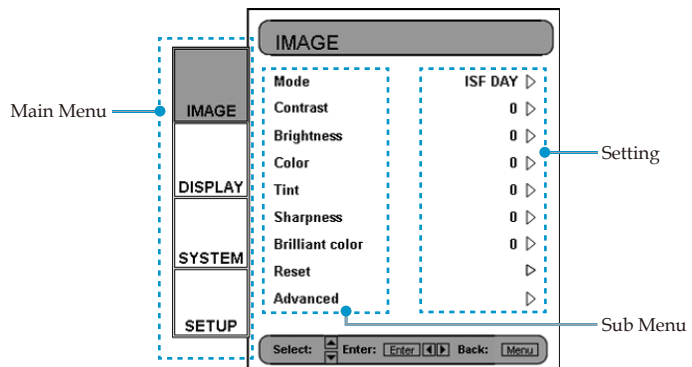 IMAGE
Mode ISF DAY
Main Menu
IMAGE
Contrast 0
Brightness 0
Setting
Color 0
DISPLAY
Tint 0
Sharpness 0
SYSTEM
Brilliant color 0
Reset
Advanced
SETUP
Sub Menu
Select: Enter: Enter Back: Menu